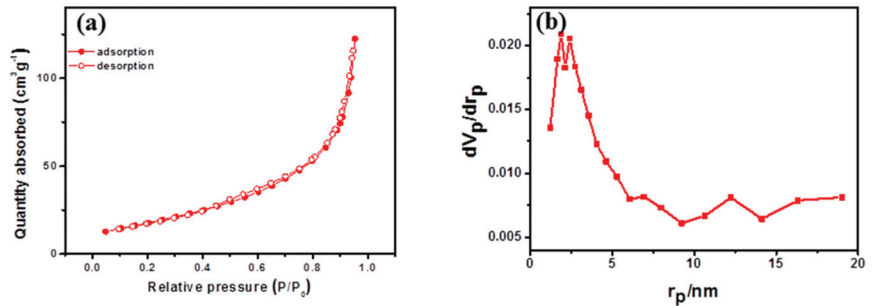 (a)
adsorption
desorption
Quantity absorbed (cm³g⁻¹)
100
50
0
0.0 0.2 0.4 0.6 0.8 1.0
Relative pressure (P/P₀)
(b)
dVₚ/drₚ
0.020
0.015
0.010
0.005
0 5 10 15 20
rₚ/nm